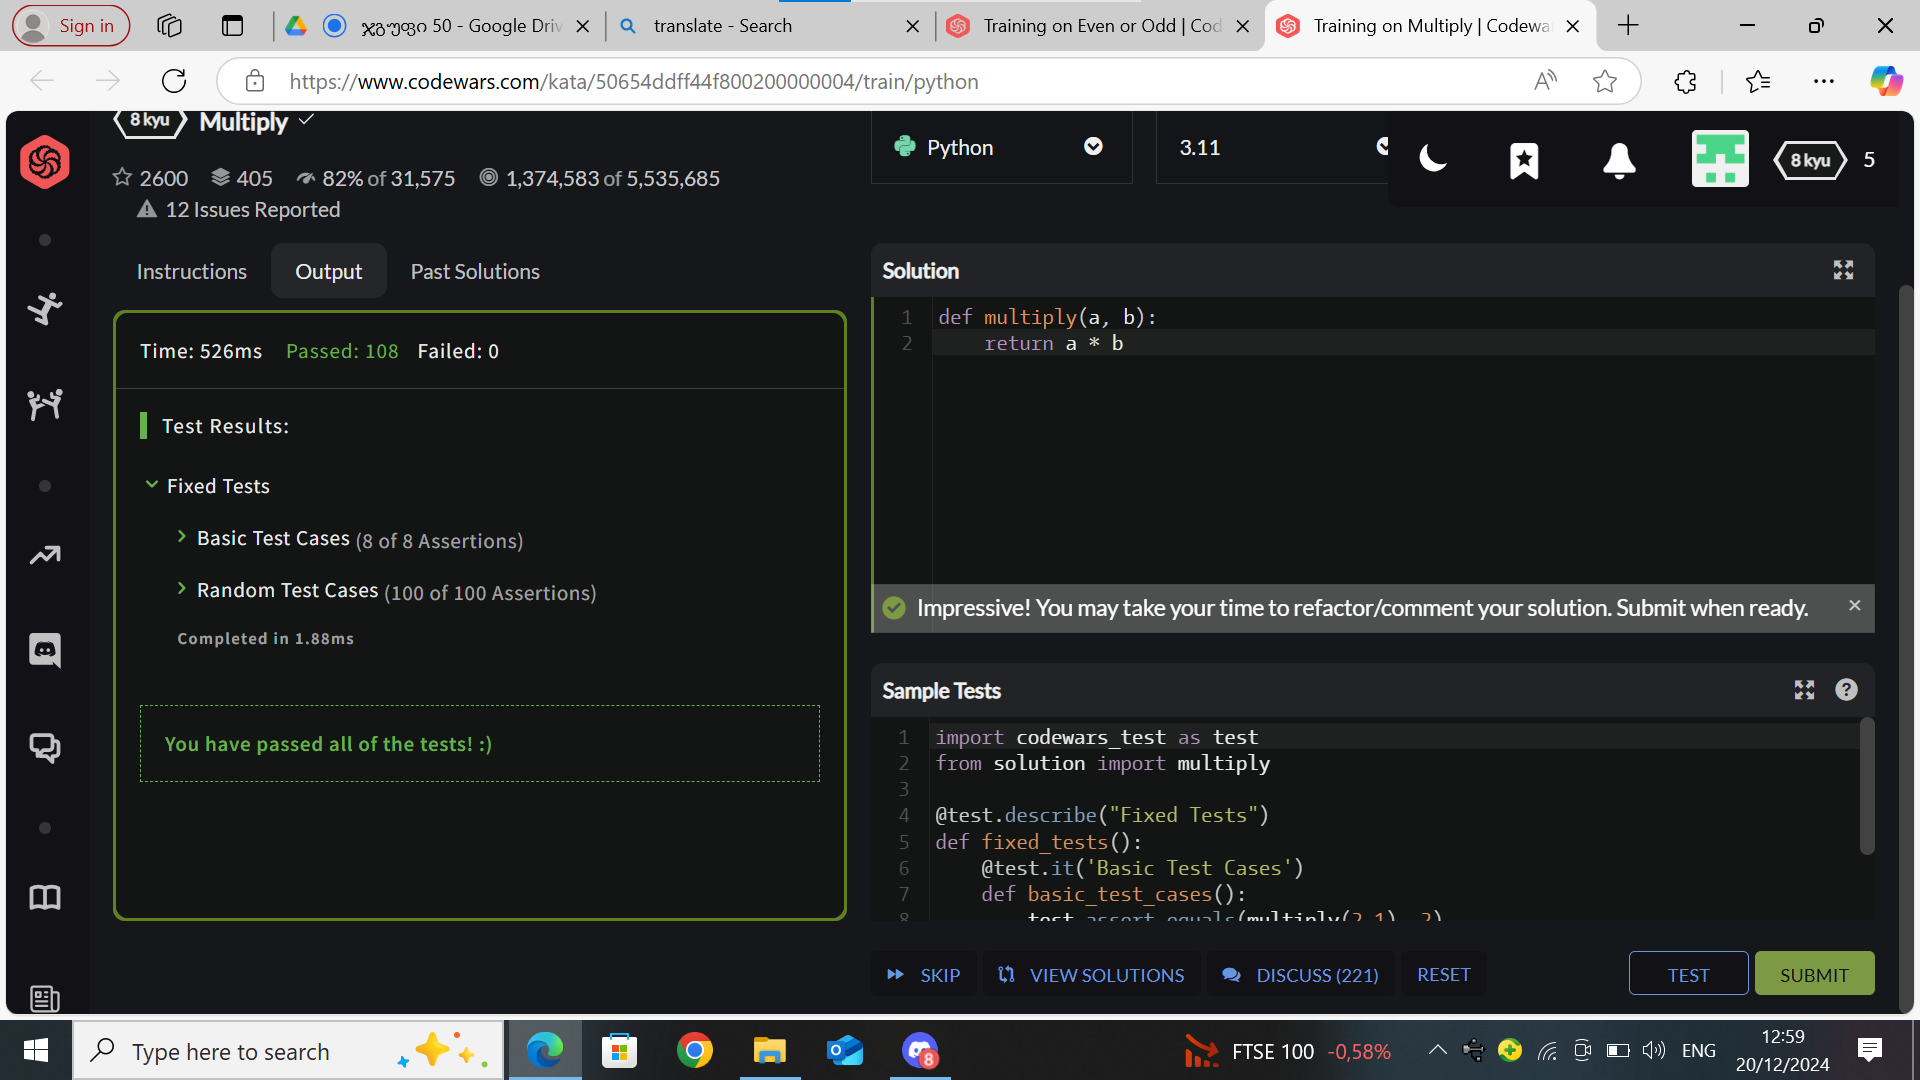 Sign in
ჯგუფი 50 - Google Driv
translate - Search
Training on Even or Odd | Cod
Training on Multiply | Codewa
https://www.codewars.com/kata/50654ddff44f800200000004/train/python
8 kyu Multiply
2600 405 82% of 31,575 1,374,583 of 5,535,685
12 Issues Reported
Python
3.11
8 kyu 5
Instructions
Output
Past Solutions
Time: 526ms Passed: 108 Failed: 0
Test Results:
Fixed Tests
Basic Test Cases (8 of 8 Assertions)
Random Test Cases (100 of 100 Assertions)
Completed in 1.88ms
You have passed all of the tests! :)
Solution
1 def multiply(a, b):
2     return a * b
Impressive! You may take your time to refactor/comment your solution. Submit when ready.
Sample Tests
1 import codewars_test as test
2 from solution import multiply
3
4 @test.describe("Fixed Tests")
5 def fixed_tests():
6     @test.it('Basic Test Cases')
7     def basic_test_cases():
8         test.assert_equals(multiply(2,1), 2)
SKIP
VIEW SOLUTIONS
DISCUSS (221)
RESET
TEST
SUBMIT
Type here to search
8
FTSE 100 -0,58%
ENG
12:59
20/12/2024